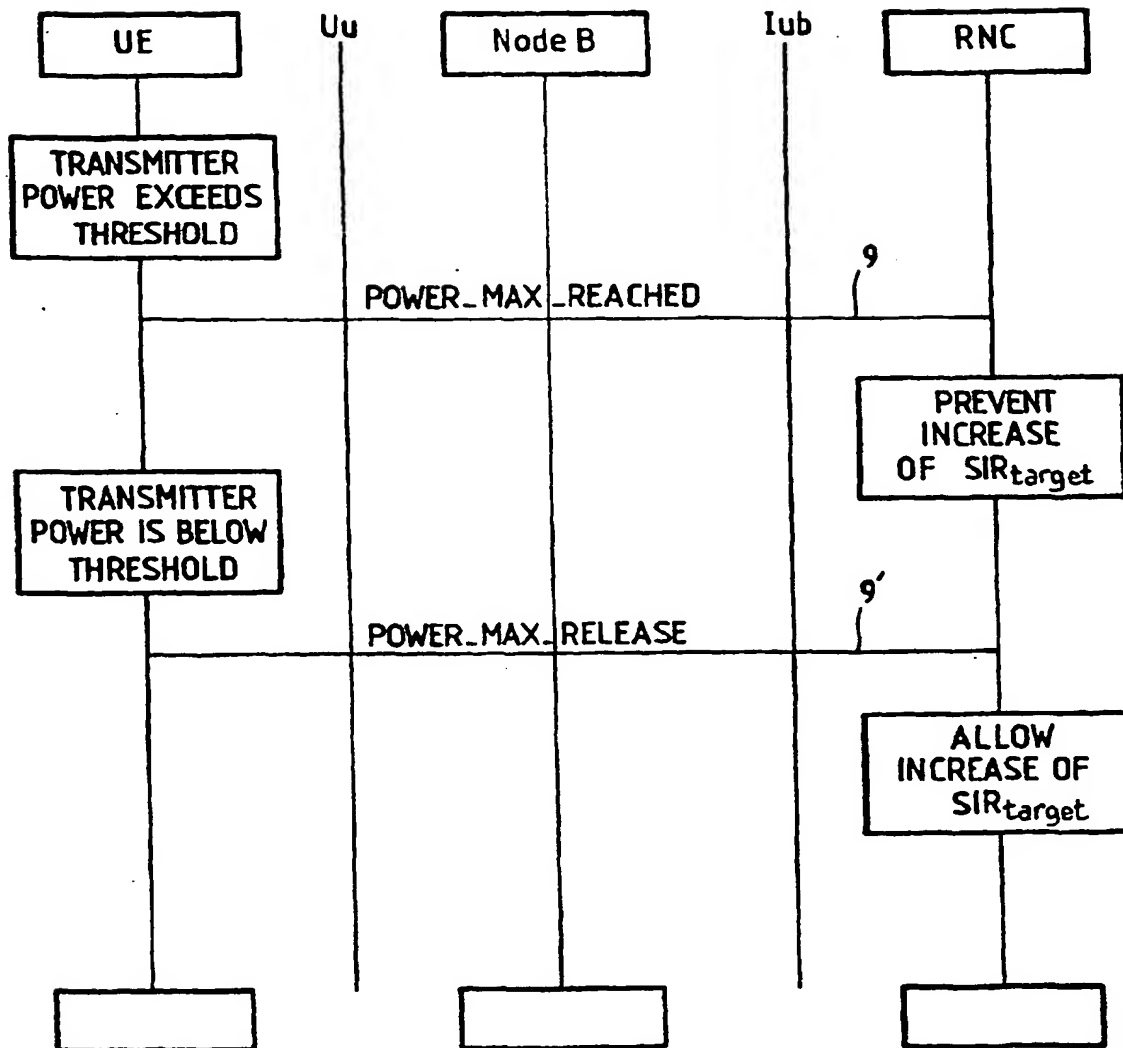 UE
Uu
Node B
Iub
RNC
TRANSMITTER
POWER EXCEEDS
THRESHOLD
POWER_MAX_REACHED
9
PREVENT
INCREASE
OF SIRtarget
TRANSMITTER
POWER IS BELOW
THRESHOLD
POWER_MAX_RELEASE
9'
ALLOW
INCREASE OF
SIRtarget